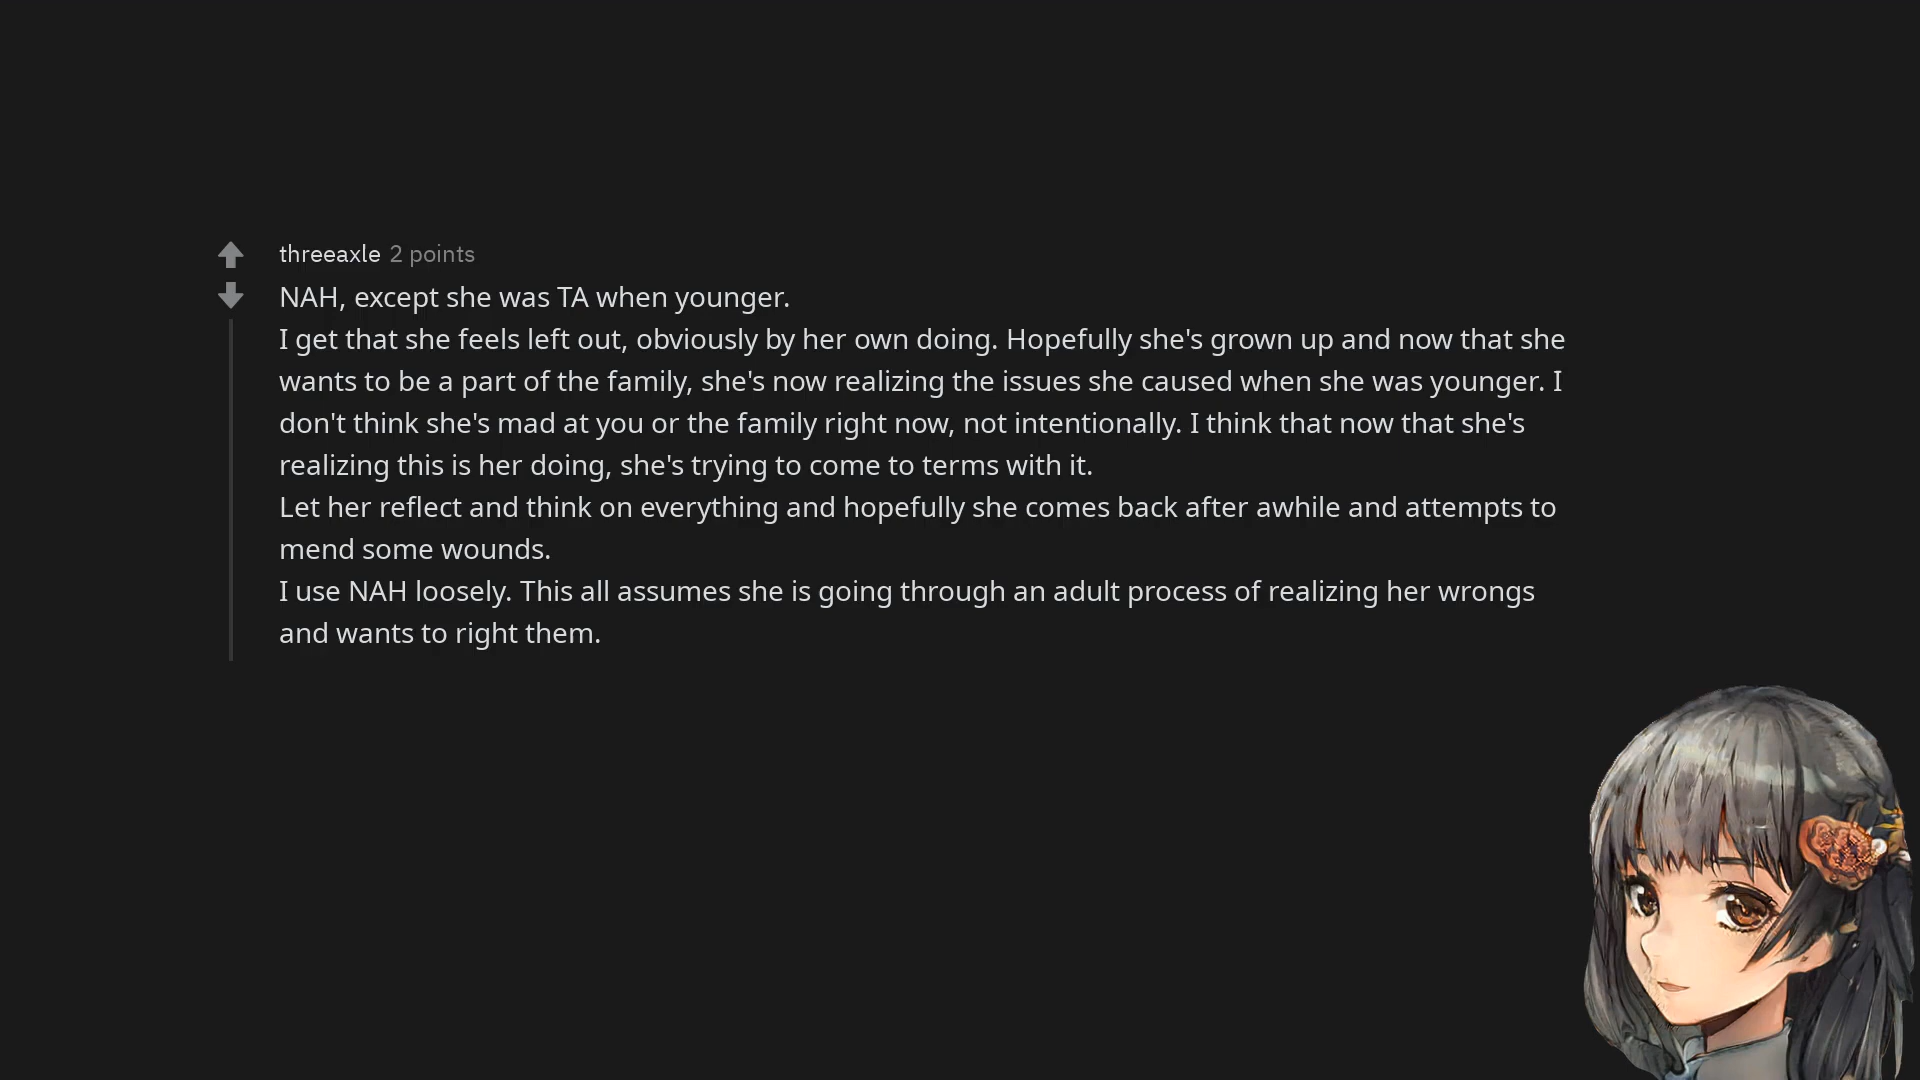 threeaxle 2 points
NAH, except she was TA when younger.
I get that she feels left out, obviously by her own doing. Hopefully she's grown up and now that she
wants to be a part of the family, she's now realizing the issues she caused when she was younger. I
don't think she's mad at you or the family right now, not intentionally. I think that now that she's
realizing this is her doing, she's trying to come to terms with it.
Let her reflect and think on everything and hopefully she comes back after awhile and attempts to
mend some wounds.
I use NAH loosely. This all assumes she is going through an adult process of realizing her wrongs
and wants to right them.